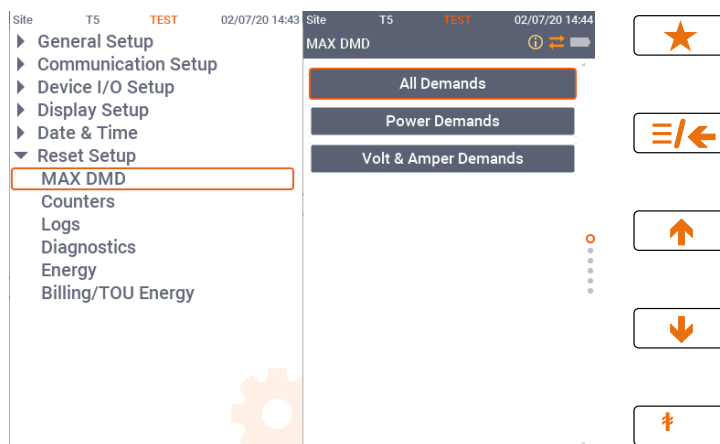 Site T5 TEST 02/07/20 14:43
General Setup
Communication Setup
Device I/O Setup
Display Setup
Date & Time
Reset Setup
MAX DMD
Counters
Logs
Diagnostics
Energy
Billing/TOU Energy
Site T5 TEST 02/07/20 14:44
MAX DMD
All Demands
Power Demands
Volt & Amper Demands